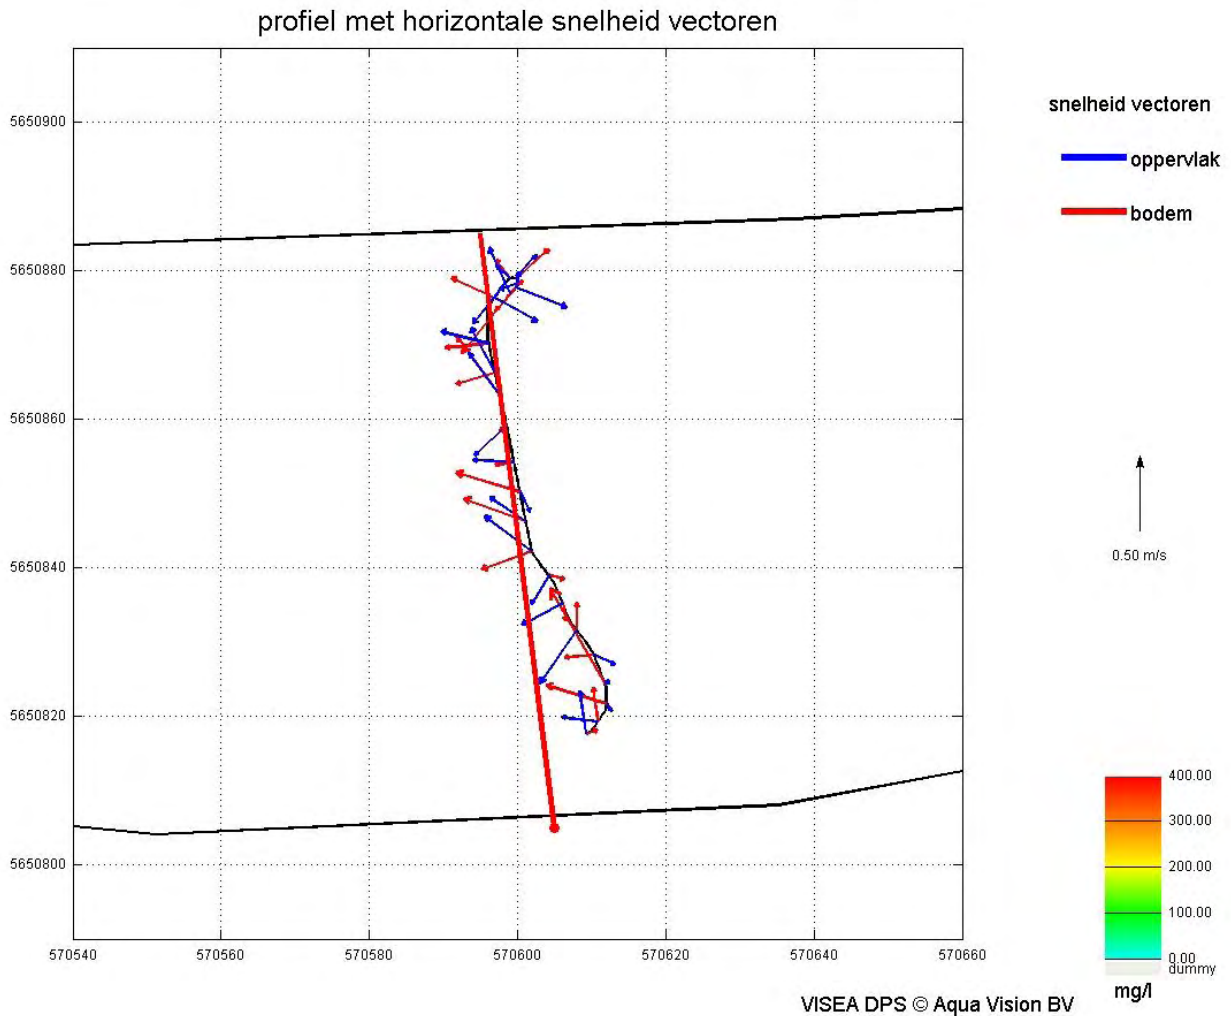 profiel met horizontale snelheid vectoren
snelheid vectoren
oppervlak
bodem
5650900
5650880
5650860
5650840
5650820
5650800
0.50 m/s
400.00
300.00
200.00
100.00
0.00
dummy
mg/l
570540 570560 570580 570600 570620 570640 570660
VISEA DPS © Aqua Vision BV